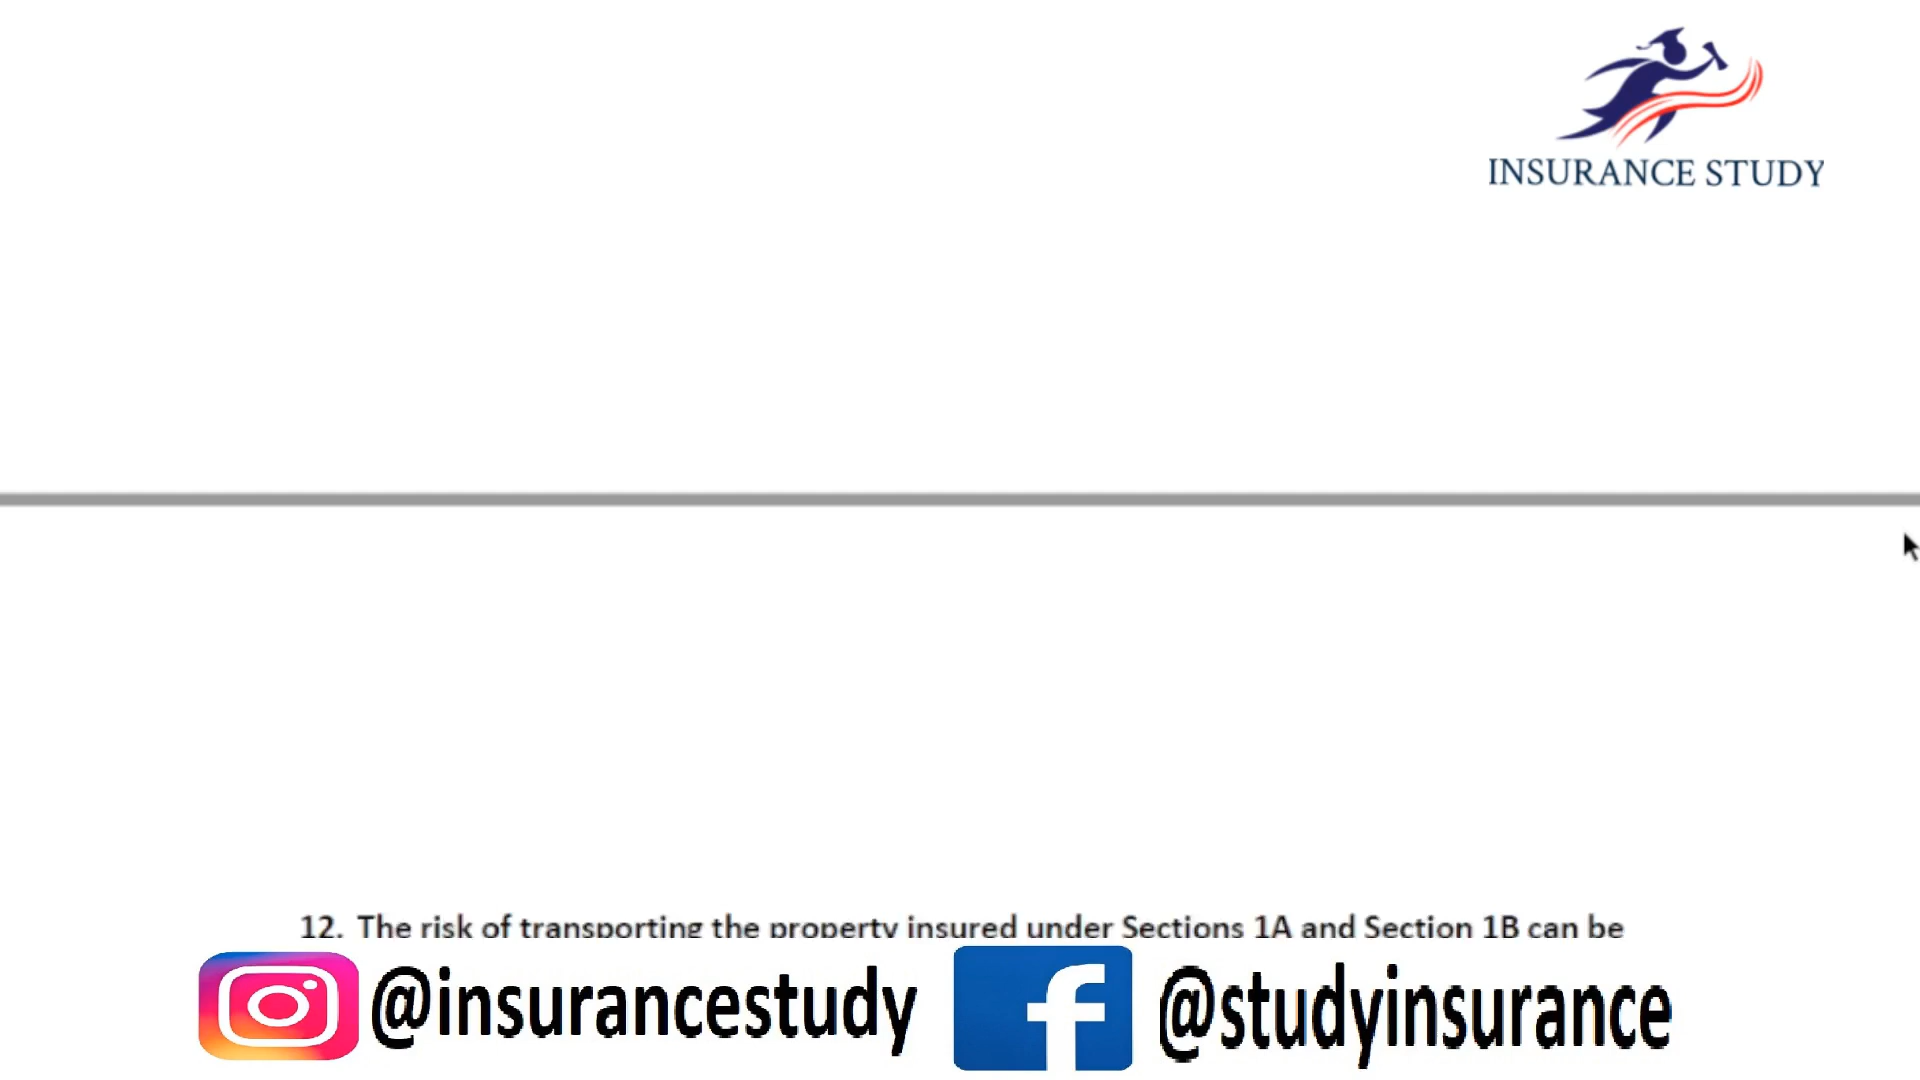 INSURANCE STUDY
12. The risk of transporting the property insured under Sections 1A and Section 1B can be
@insurancestudy
@studyinsurance